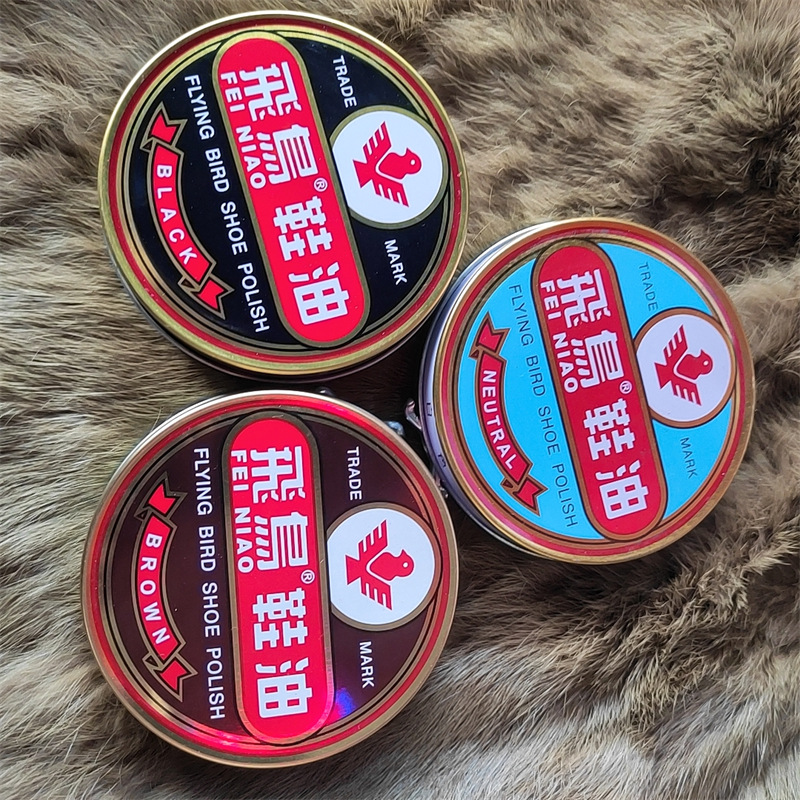 TRADE MARK
飛鳥®鞋油
FEI NIAO
FLYING BIRD SHOE POLISH
BLACK
TRADE MARK
飛鳥®鞋油
FEI NIAO
FLYING BIRD SHOE POLISH
NEUTRAL
TRADE MARK
飛鳥®鞋油
FEI NIAO
FLYING BIRD SHOE POLISH
BROWN